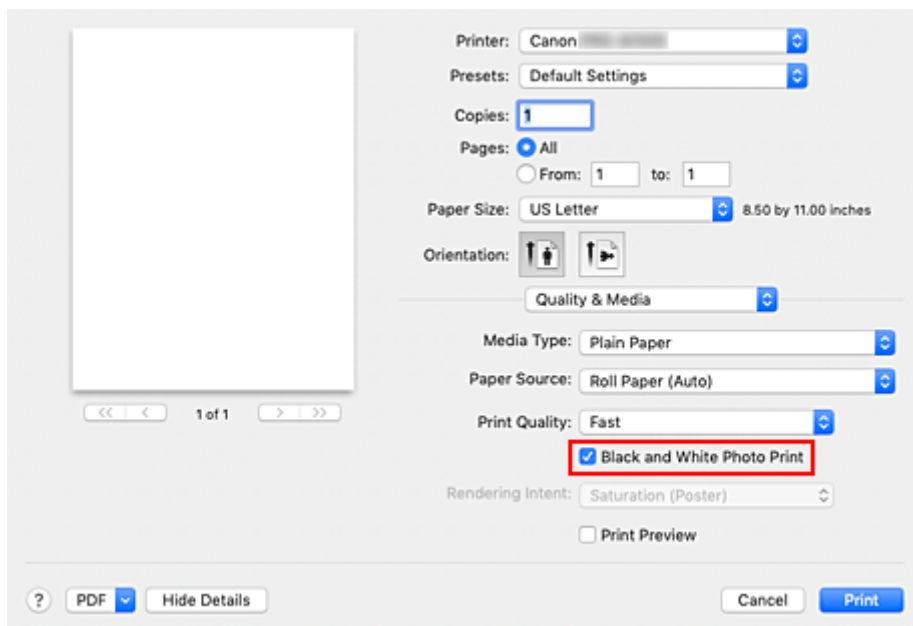 Printer: Canon
Presets: Default Settings
Copies: 1
Pages: All
From: 1 to: 1
Paper Size: US Letter 8.50 by 11.00 inches
Orientation:
Quality & Media
Media Type: Plain Paper
Paper Source: Roll Paper (Auto)
1 of 1
Print Quality: Fast
Black and White Photo Print
Rendering Intent: Saturation (Poster)
Print Preview
? PDF Hide Details Cancel Print